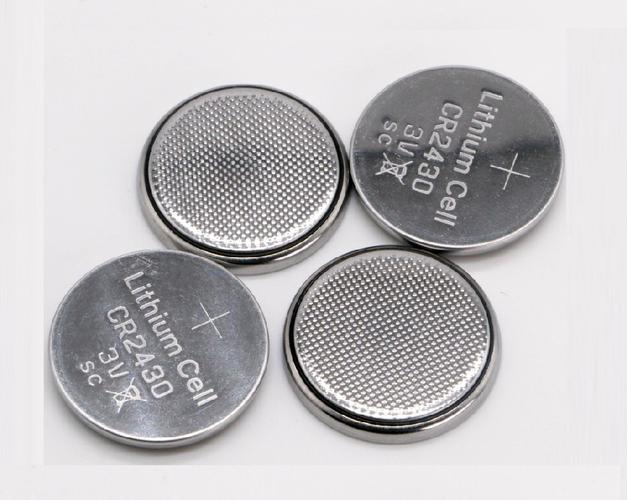 Lithium Cell
CR2430
3V
SC
+
Lithium Cell
CR2430
3V
SC
+